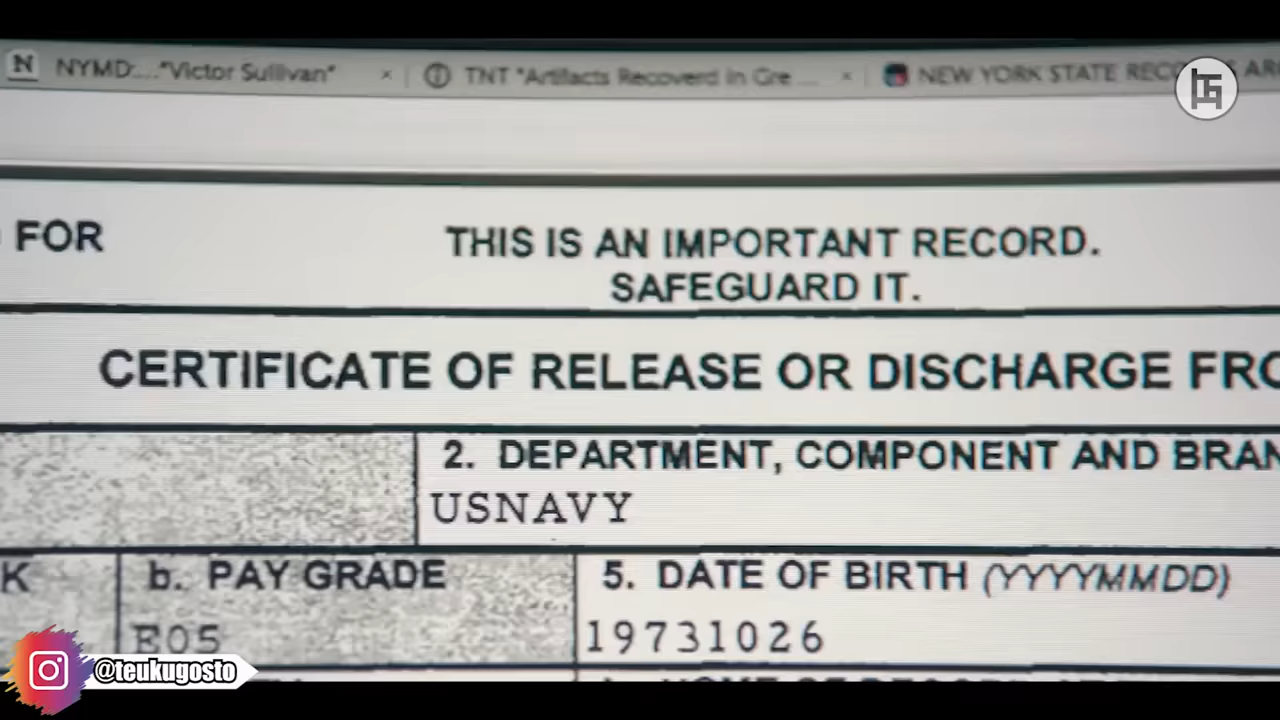 N NYMD:..."Victor Sullivan" ×
TNT "Artifacts Recoverd In Gre ... ×
NEW YORK STATE
FOR
THIS IS AN IMPORTANT RECORD.
SAFEGUARD IT.
CERTIFICATE OF RELEASE OR DISCHARGE FRO
2. DEPARTMENT, COMPONENT AND BRAN
USNAVY
K
b. PAY GRADE
E05
5. DATE OF BIRTH (YYYYMMDD)
19731026
@teukugosto